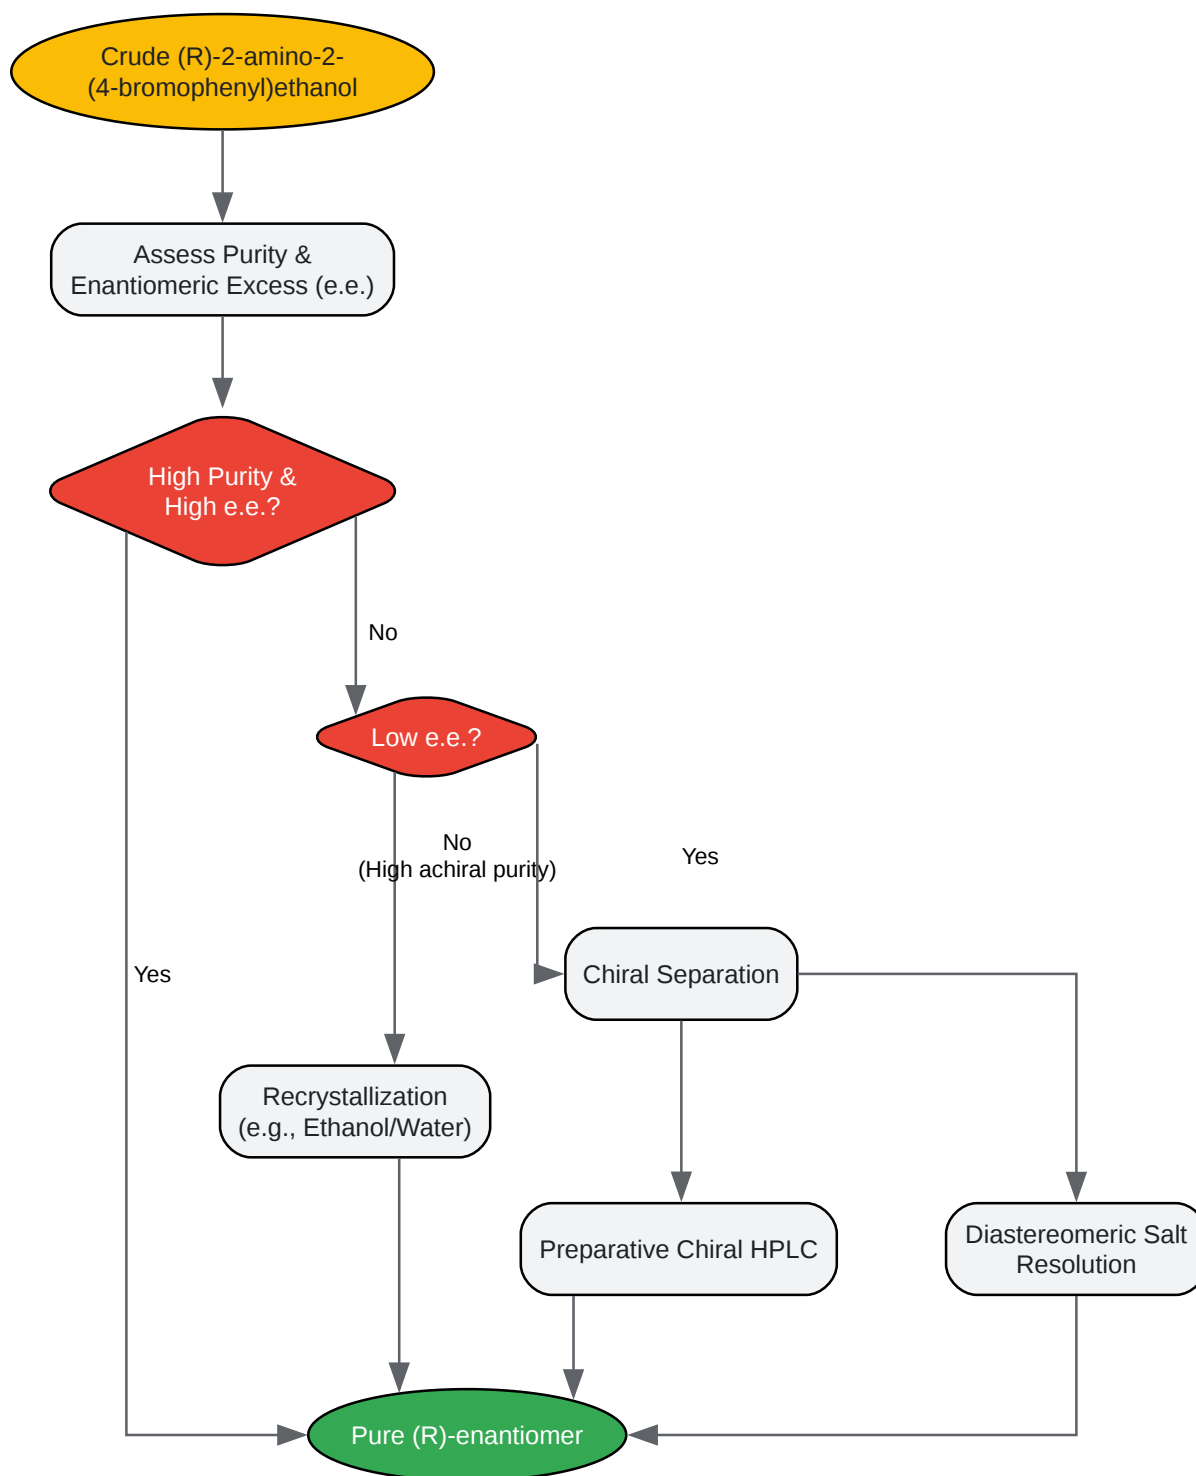 Crude (R)-2-amino-2-
(4-bromophenyl)ethanol
Assess Purity &
Enantiomeric Excess (e.e.)
High Purity &
High e.e.?
No
Low e.e.?
No
(High achiral purity)
Yes
Yes
Chiral Separation
Recrystallization
(e.g., Ethanol/Water)
Preparative Chiral HPLC
Diastereomeric Salt
Resolution
Pure (R)-enantiomer